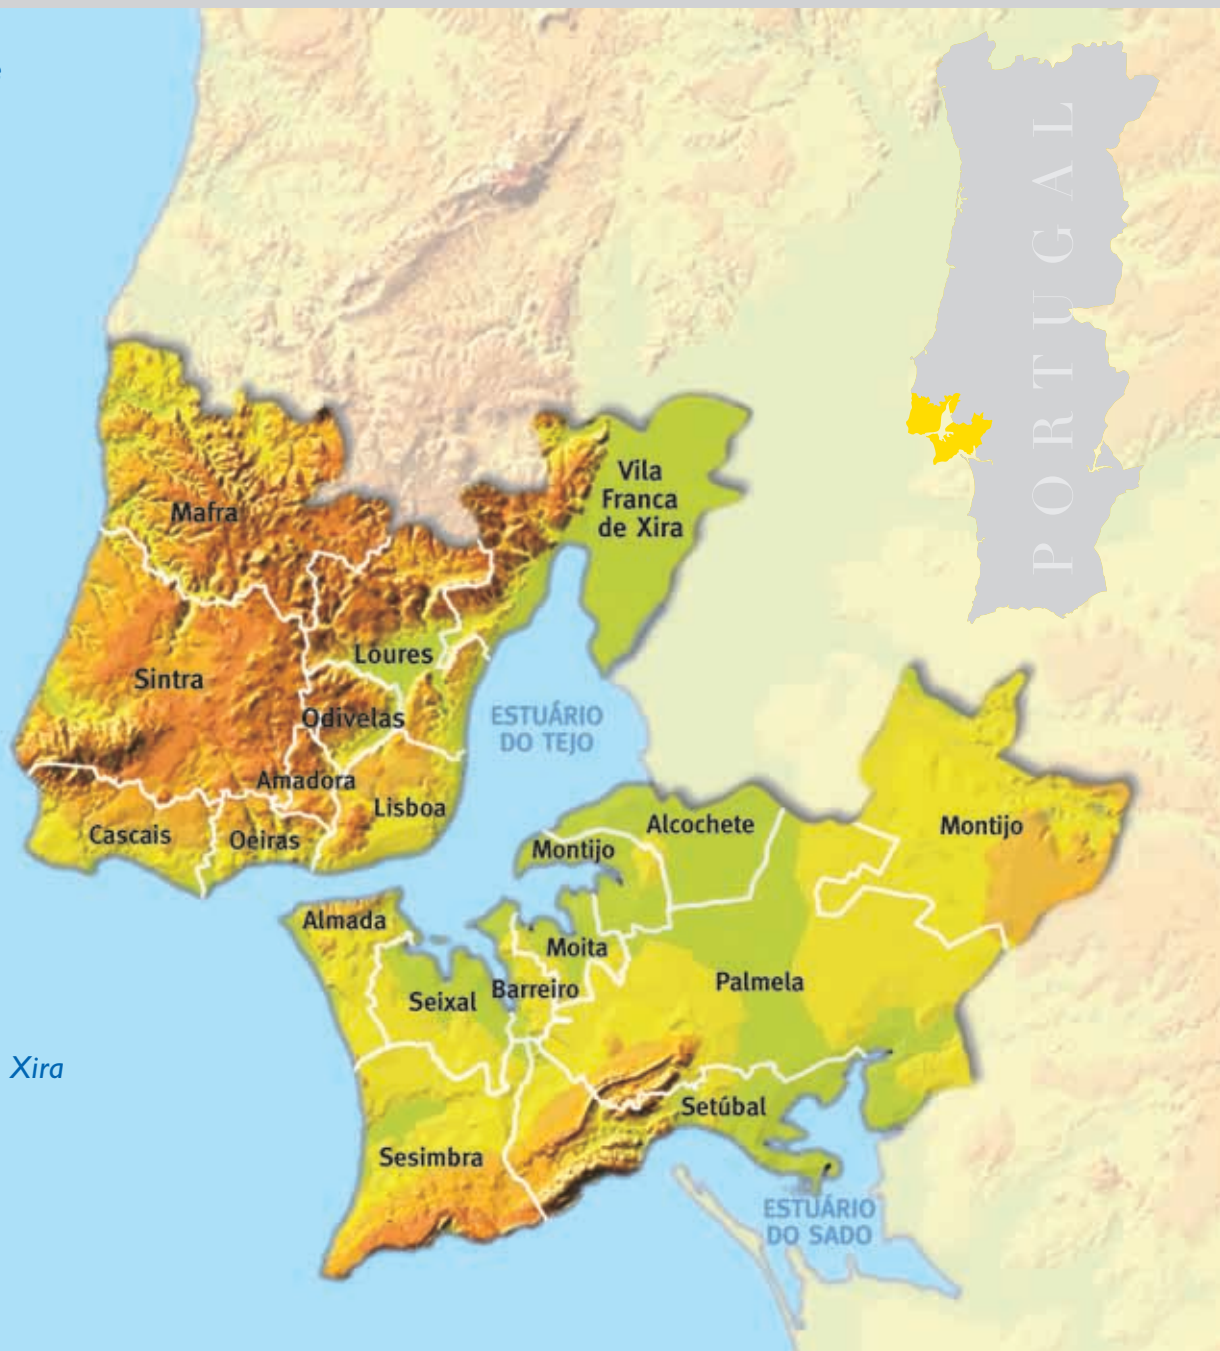 PORTUGAL
Vila
Franca
de Xira
Mafra
Loures
Sintra
Odivelas
ESTUÁRIO
DO TEJO
Amadora
Lisboa
Cascais
Oeiras
Alcochete
Montijo
Montijo
Almada
Moita
Palmela
Barreiro
Seixal
Xira
Setúbal
Sesimbra
ESTUÁRIO
DO SADO